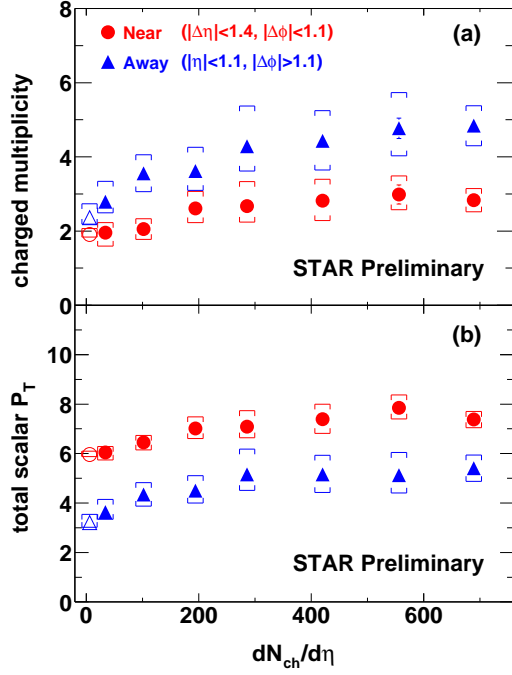 charged multiplicity
8
6
4
2
0
Near (|Δη|<1.4, |Δϕ|<1.1)
Away (|η|<1.1, |Δϕ|>1.1)
(a)
STAR Preliminary
total scalar P_T
10
8
6
4
2
0
(b)
STAR Preliminary
0 200 400 600
dN_ch/dη